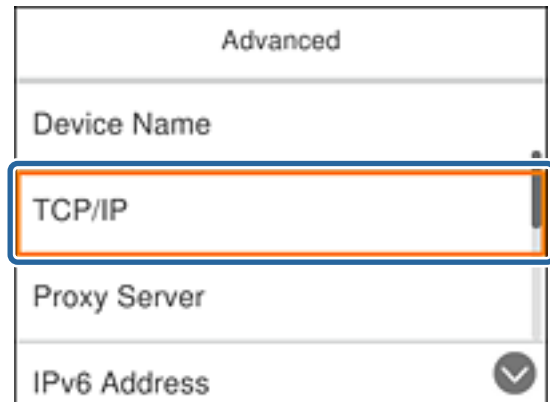 Advanced
Device Name
TCP/IP
Proxy Server
IPv6 Address